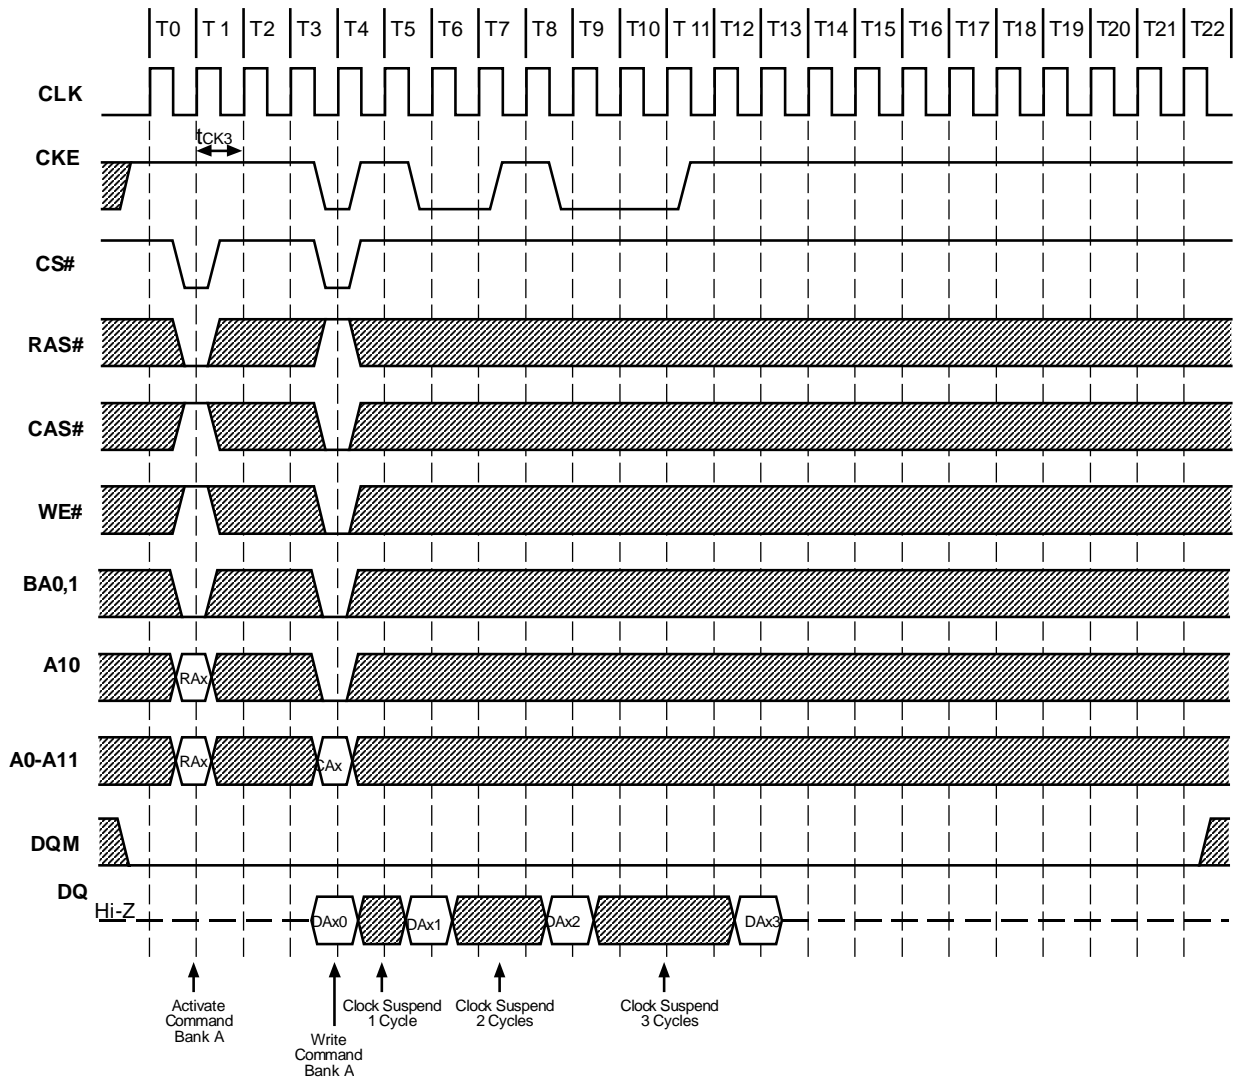 T0 T 1 T2 T3 T4 T5 T6 T7 T8 T9 T10 T 11 T12 T13 T14 T15 T16 T17 T18 T19 T20 T21 T22
CLK
tCK3
CKE
CS#
RAS#
CAS#
WE#
BA0,1
A10
RAx
A0-A11
RAx CAx
DQM
DQ
Hi-Z
DAx0 DAx1 DAx2 DAx3
Activate
Command
Bank A
Write
Command
Bank A
Clock Suspend
1 Cycle
Clock Suspend
2 Cycles
Clock Suspend
3 Cycles